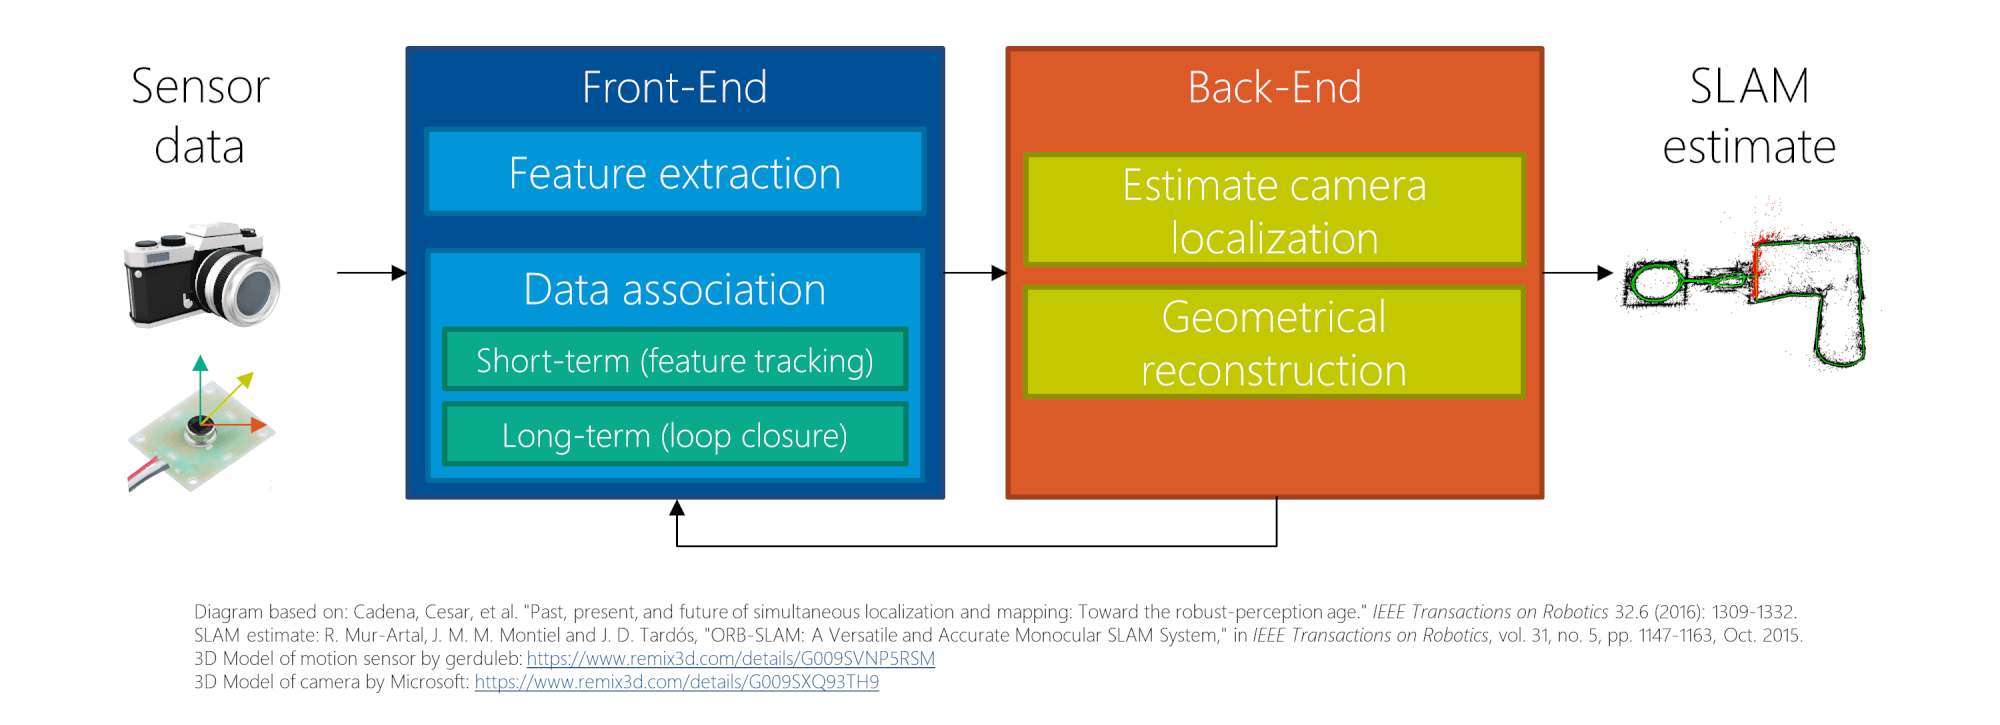 Sensor
data
Front-End
Feature extraction
Data association
Short-term (feature tracking)
Long-term (loop closure)
Back-End
Estimate camera
localization
Geometrical
reconstruction
SLAM
estimate
Diagram based on: Cadena, Cesar, et al. "Past, present, and future of simultaneous localization and mapping: Toward the robust-perception age." IEEE Transactions on Robotics 32.6 (2016): 1309-1332.
SLAM estimate: R. Mur-Artal, J. M. M. Montiel and J. D. Tardós, "ORB-SLAM: A Versatile and Accurate Monocular SLAM System," in IEEE Transactions on Robotics, vol. 31, no. 5, pp. 1147-1163, Oct. 2015.
3D Model of motion sensor by gerduleb: https://www.remix3d.com/details/G009SVNP5RSM
3D Model of camera by Microsoft: https://www.remix3d.com/details/G009SXQ93TH9